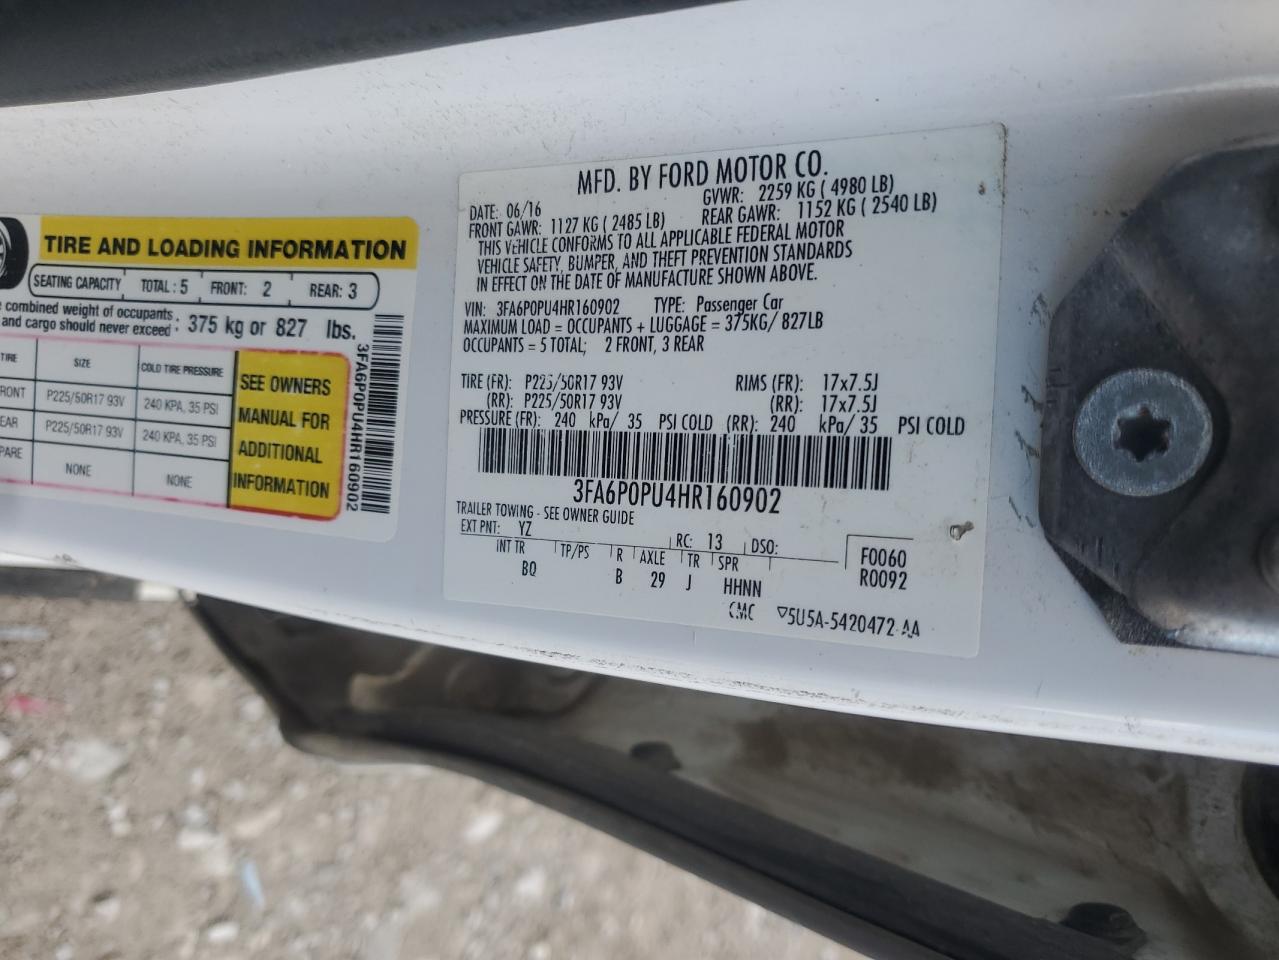 TIRE AND LOADING INFORMATION
SEATING CAPACITY TOTAL : 5 FRONT: 2 REAR: 3
combined weight of occupants
and cargo should never exceed : 375 kg or 827 lbs.
TIRE SIZE COLD TIRE PRESSURE
RONT P225/50R17 93V 240 KPA, 35 PSI
EAR P225/50R17 93V 240 KPA, 35 PSI
PARE NONE NONE
SEE OWNERS
MANUAL FOR
ADDITIONAL
INFORMATION
3FA6P0PU4HR160902
MFD. BY FORD MOTOR CO.
DATE: 06/16 GVWR: 2259 KG ( 4980 LB)
FRONT GAWR: 1127 KG ( 2485 LB) REAR GAWR: 1152 KG ( 2540 LB)
THIS VEHICLE CONFORMS TO ALL APPLICABLE FEDERAL MOTOR
VEHICLE SAFETY, BUMPER, AND THEFT PREVENTION STANDARDS
IN EFFECT ON THE DATE OF MANUFACTURE SHOWN ABOVE.
VIN: 3FA6P0PU4HR160902 TYPE: Passenger Car
MAXIMUM LOAD = OCCUPANTS + LUGGAGE = 375KG/ 827LB
OCCUPANTS = 5 TOTAL; 2 FRONT, 3 REAR
TIRE (FR): P225/50R17 93V RIMS (FR): 17x7.5J
(RR): P225/50R17 93V (RR): 17x7.5J
PRESSURE (FR): 240 kPa/ 35 PSI COLD (RR): 240 kPa/ 35 PSI COLD
3FA6P0PU4HR160902
TRAILER TOWING - SEE OWNER GUIDE
EXT PNT: YZ RC: 13 DSO: F0060
INT TR TP/PS R AXLE TR SPR R0092
BQ B 29 J HHNN
CMC ▽5U5A-5420472-AA